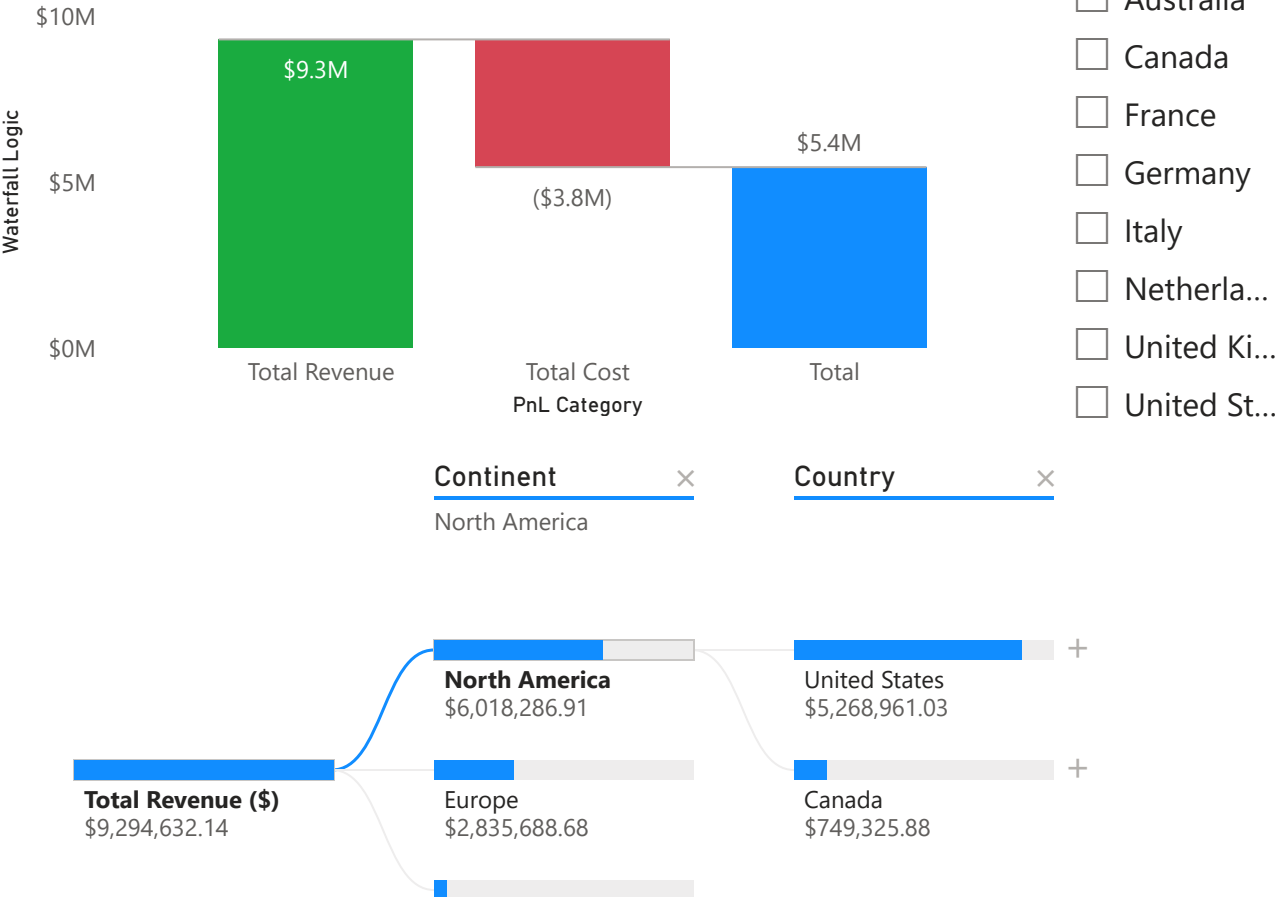 $10M
$5M
$0M
Waterfall Logic
$9.3M
($3.8M)
$5.4M
Total Revenue
Total Cost
Total
PnL Category
Australia
Canada
France
Germany
Italy
Netherla...
United Ki...
United St...
Continent
North America
Country
Total Revenue ($)
$9,294,632.14
North America
$6,018,286.91
Europe
$2,835,688.68
United States
$5,268,961.03
Canada
$749,325.88